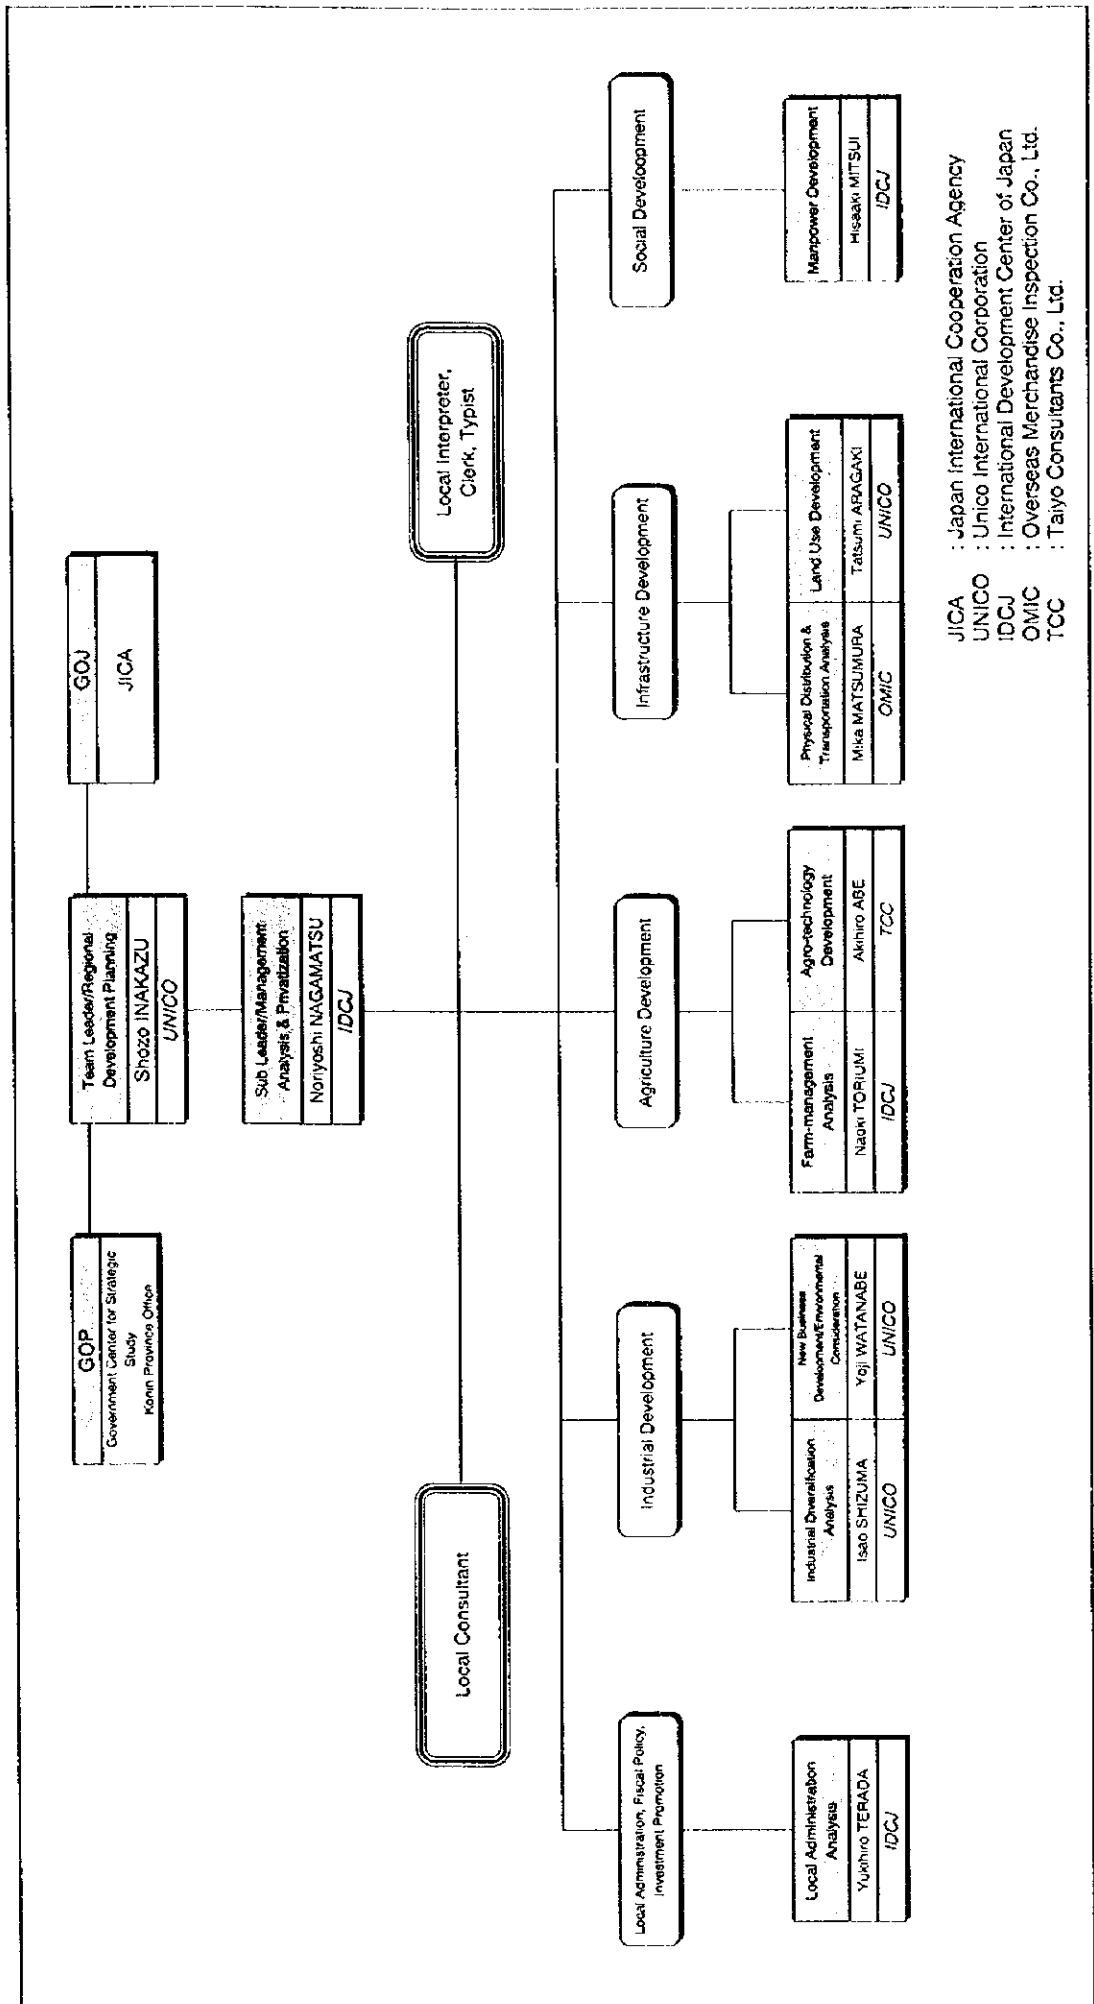 GOP
Government Center for Strategic
Study
Konin Province Office
Team Leader/Regional
Development Planning
Shozo INAKAZU
UNICO
GOJ
JICA
Sub Leader/Management
Analysis & Privatization
Noriyoshi NAGAMATSU
IDCJ
Local Consultant
Local Interpreter,
Clerk, Typist
Local Administration, Fiscal Policy,
Investment Promotion
Industrial Development
Agriculture Development
Infrastructure Development
Social Develoopment
Local Administration
Analysis
Yukihiro TERADA
IDCJ
Industrial Diversification
Analysis
Isao SHIZUMA
UNICO
New Business
Development/Environmental
Consideration
Yoji WATANABE
UNICO
Farm-management
Analysis
Naoki TORIUMI
IDCJ
Agro-technology
Development
Akihiro ABE
TCC
Physical Distribution &
Transportation Analysis
Mika MATSUMURA
OMIC
Land Use Development
Tatsumi ARAGAKI
UNICO
Manpower Development
Hisaaki MITSUI
IDCJ
JICA : Japan International Cooperation Agency
UNICO : Unico International Corporation
IDCJ : International Development Center of Japan
OMIC : Overseas Merchandise Inspection Co., Ltd.
TCC : Taiyo Consultants Co., Ltd.